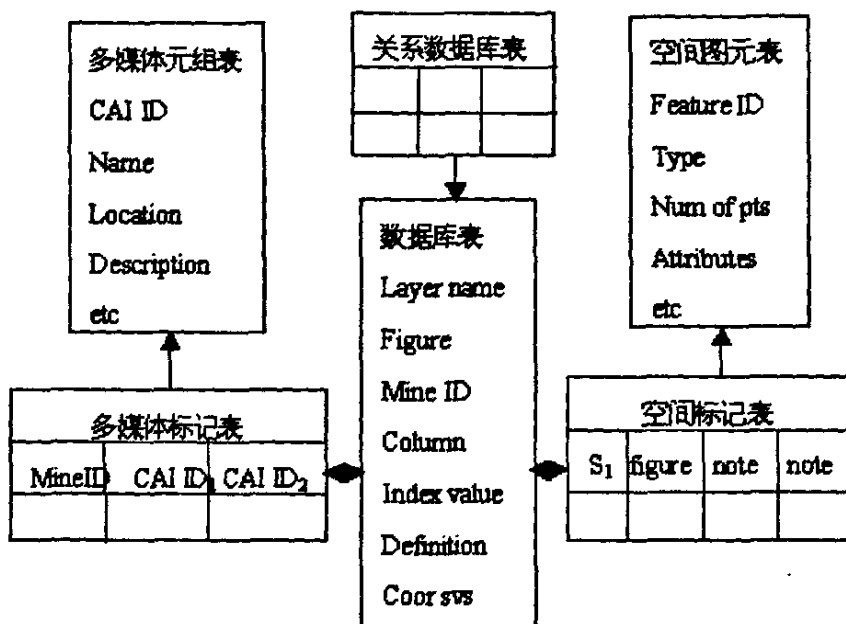 多媒体元组表
CAI ID
Name
Location
Description
etc
关系数据库表
空间图元表
Feature ID
Type
Num of pts
Attributes
etc
数据库表
Layer name
Figure
Mine ID
Column
Index value
Definition
Coor sys
多媒体标记表
MineID CAI ID₁ CAI ID₂
空间标记表
S₁ figure note note